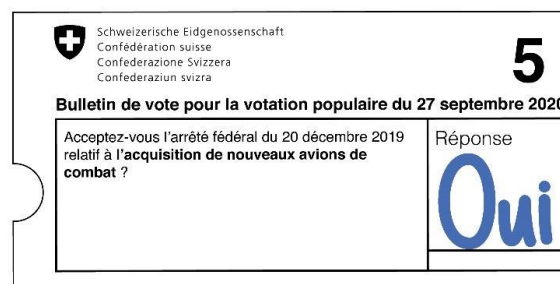 Schweizerische Eidgenossenschaft
Confédération suisse
Confederazione Svizzera
Confederaziun svizra
5
Bulletin de vote pour la votation populaire du 27 septembre 2020
Acceptez-vous l'arrêté fédéral du 20 décembre 2019
relatif à l'acquisition de nouveaux avions de
combat ?
Réponse
Oui